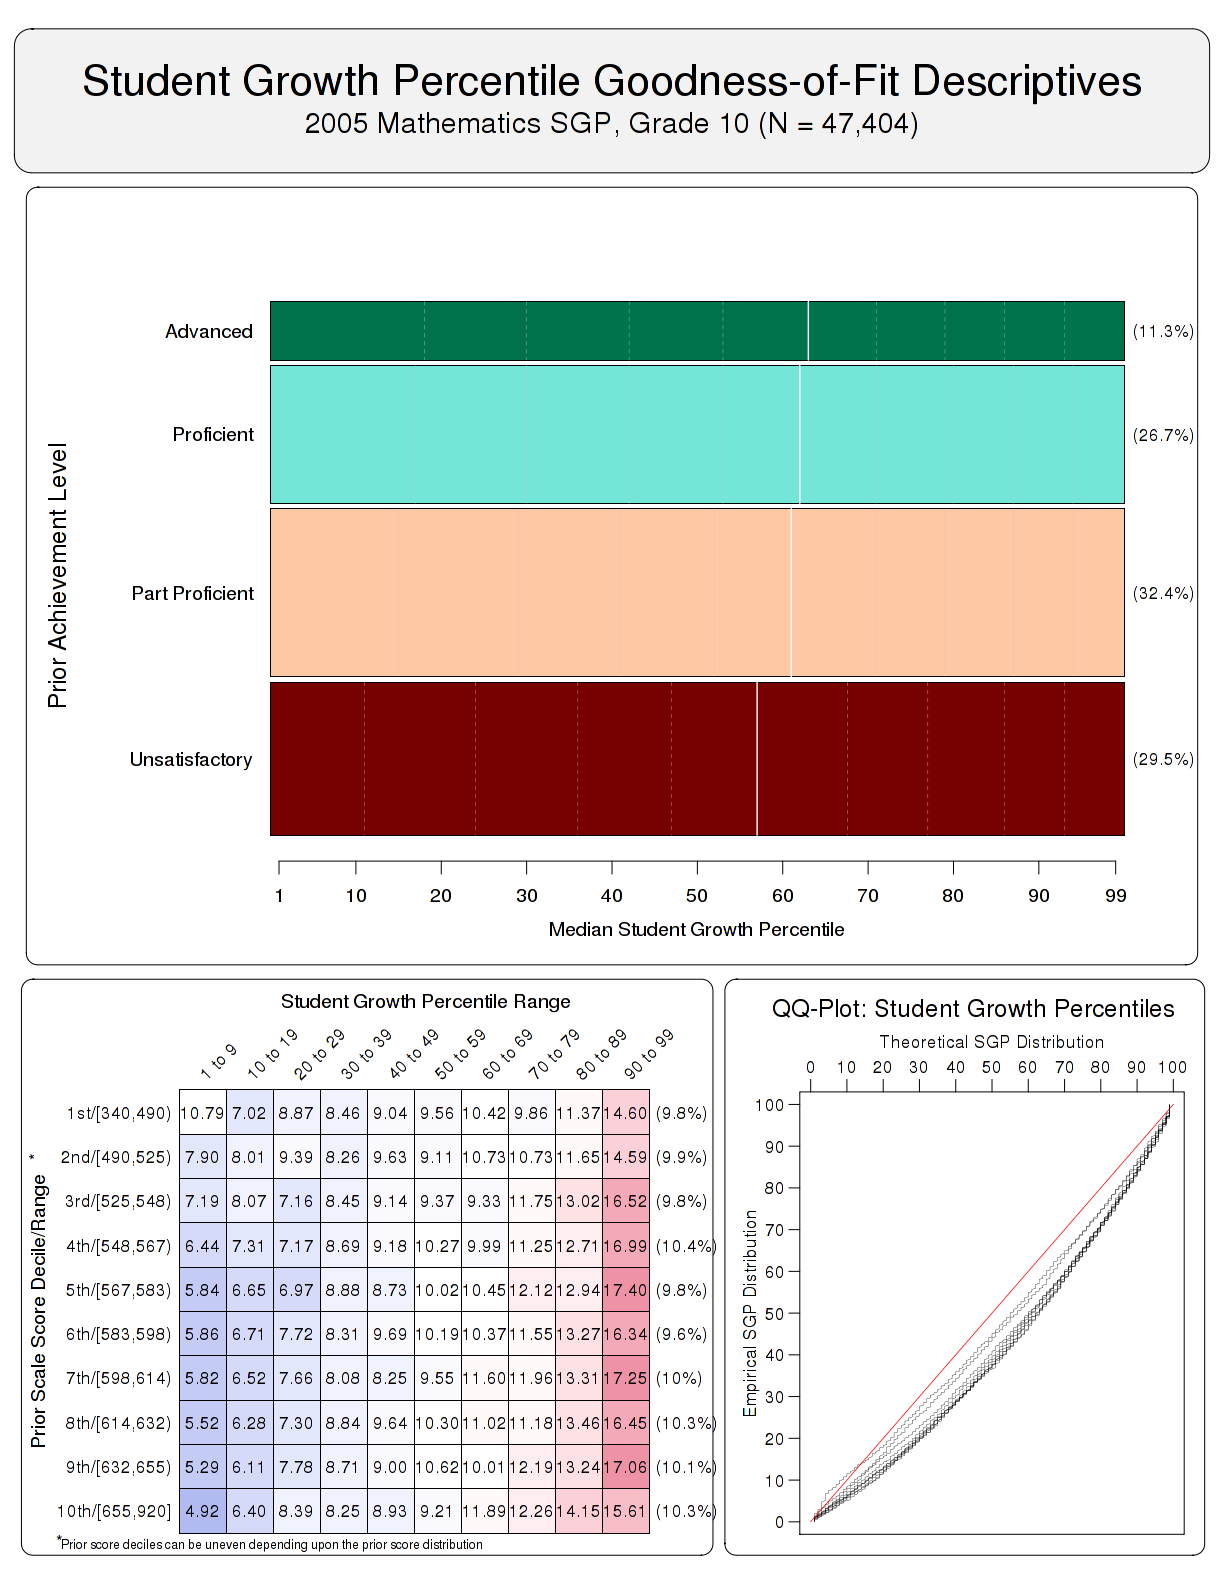 Student Growth Percentile Goodness-of-Fit Descriptives
2005 Mathematics SGP, Grade 10 (N = 47,404)
Prior Achievement Level
Advanced (11.3%)
Proficient (26.7%)
Part Proficient (32.4%)
Unsatisfactory (29.5%)
1 10 20 30 40 50 60 70 80 90 99
Median Student Growth Percentile
Student Growth Percentile Range
1 to 9 10 to 19 20 to 29 30 to 39 40 to 49 50 to 59 60 to 69 70 to 79 80 to 89 90 to 99
Prior Scale Score Decile/Range *
1st/[340,490) 10.79 7.02 8.87 8.46 9.04 9.56 10.42 9.86 11.37 14.60 (9.8%)
2nd/[490,525) 7.90 8.01 9.39 8.26 9.63 9.11 10.73 10.73 11.65 14.59 (9.9%)
3rd/[525,548) 7.19 8.07 7.16 8.45 9.14 9.37 9.33 11.75 13.02 16.52 (9.8%)
4th/[548,567) 6.44 7.31 7.17 8.69 9.18 10.27 9.99 11.25 12.71 16.99 (10.4%)
5th/[567,583) 5.84 6.65 6.97 8.88 8.73 10.02 10.45 12.12 12.94 17.40 (9.8%)
6th/[583,598) 5.86 6.71 7.72 8.31 9.69 10.19 10.37 11.55 13.27 16.34 (9.6%)
7th/[598,614) 5.82 6.52 7.66 8.08 8.25 9.55 11.60 11.96 13.31 17.25 (10%)
8th/[614,632) 5.52 6.28 7.30 8.84 9.64 10.30 11.02 11.18 13.46 16.45 (10.3%)
9th/[632,655) 5.29 6.11 7.78 8.71 9.00 10.62 10.01 12.19 13.24 17.06 (10.1%)
10th/[655,920] 4.92 6.40 8.39 8.25 8.93 9.21 11.89 12.26 14.15 15.61 (10.3%)
*Prior score deciles can be uneven depending upon the prior score distribution
QQ-Plot: Student Growth Percentiles
Theoretical SGP Distribution
0 10 20 30 40 50 60 70 80 90 100
Empirical SGP Distribution
100
90
80
70
60
50
40
30
20
10
0